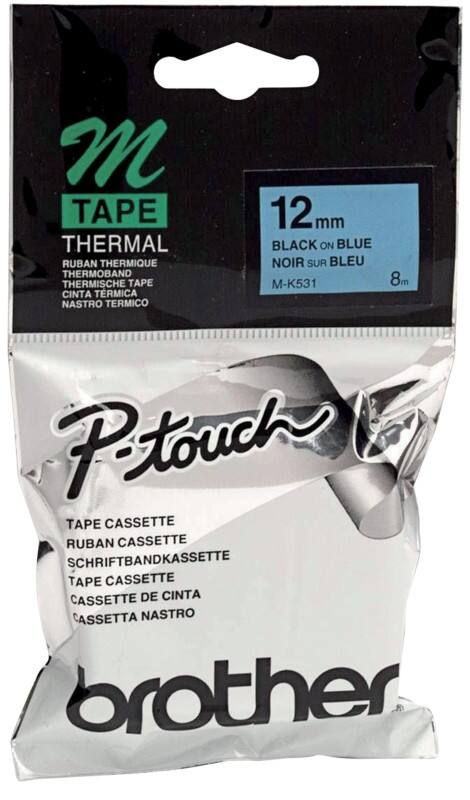 M
TAPE
THERMAL
RUBAN THERMIQUE
THERMOBAND
THERMISCHE TAPE
CINTA TÉRMICA
NASTRO TERMICO
12mm
BLACK ON BLUE
NOIR SUR BLEU
M-K531 8m
P-touch
TAPE CASSETTE
RUBAN CASSETTE
SCHRIFTBANDKASSETTE
TAPE CASSETTE
CASSETTE DE CINTA
CASSETTA NASTRO
brother®